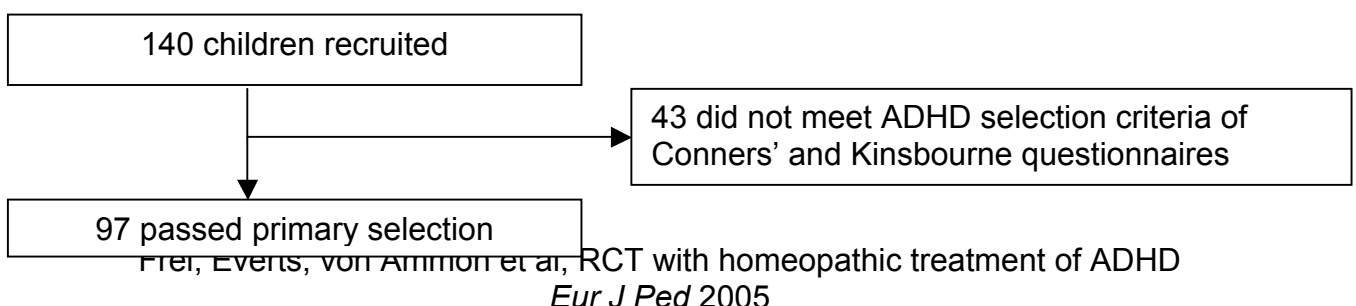 140 children recruited
43 did not meet ADHD selection criteria of
Conners’ and Kinsbourne questionnaires
97 passed primary selection
Frei, Everts, von Ammon et al, RCT with homeopathic treatment of ADHD
Eur J Ped 2005